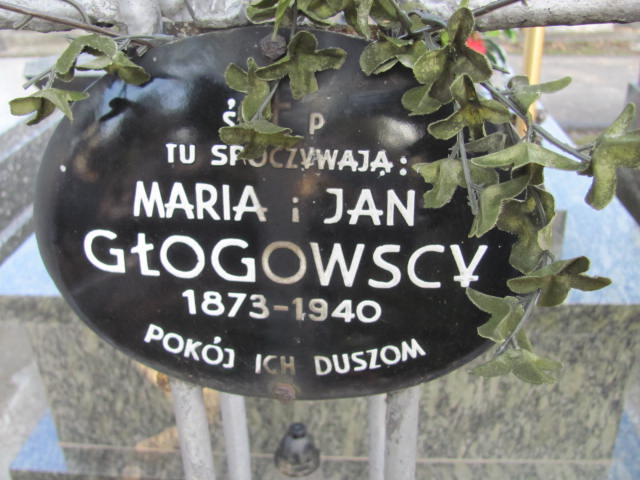 Ś P
TU SPOCZYWAJĄ:
MARIA i JAN
GŁOGOWSCY
1873-1940
POKÓJ ICH DUSZOM